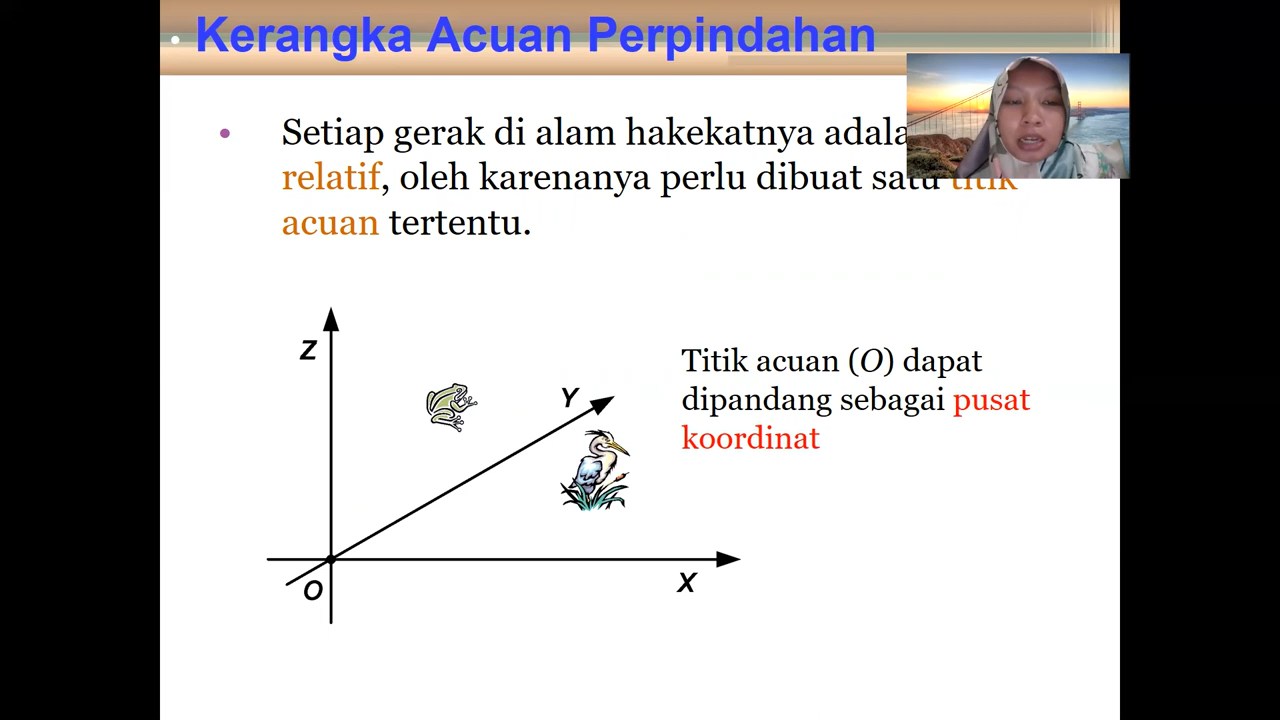 Kerangka Acuan Perpindahan
Setiap gerak di alam hakekatnya
relatif, oleh karenanya perlu dibuat satu titik
acuan tertentu.
Z
Y
X
O
Titik acuan (O) dapat
dipandang sebagai pusat
koordinat